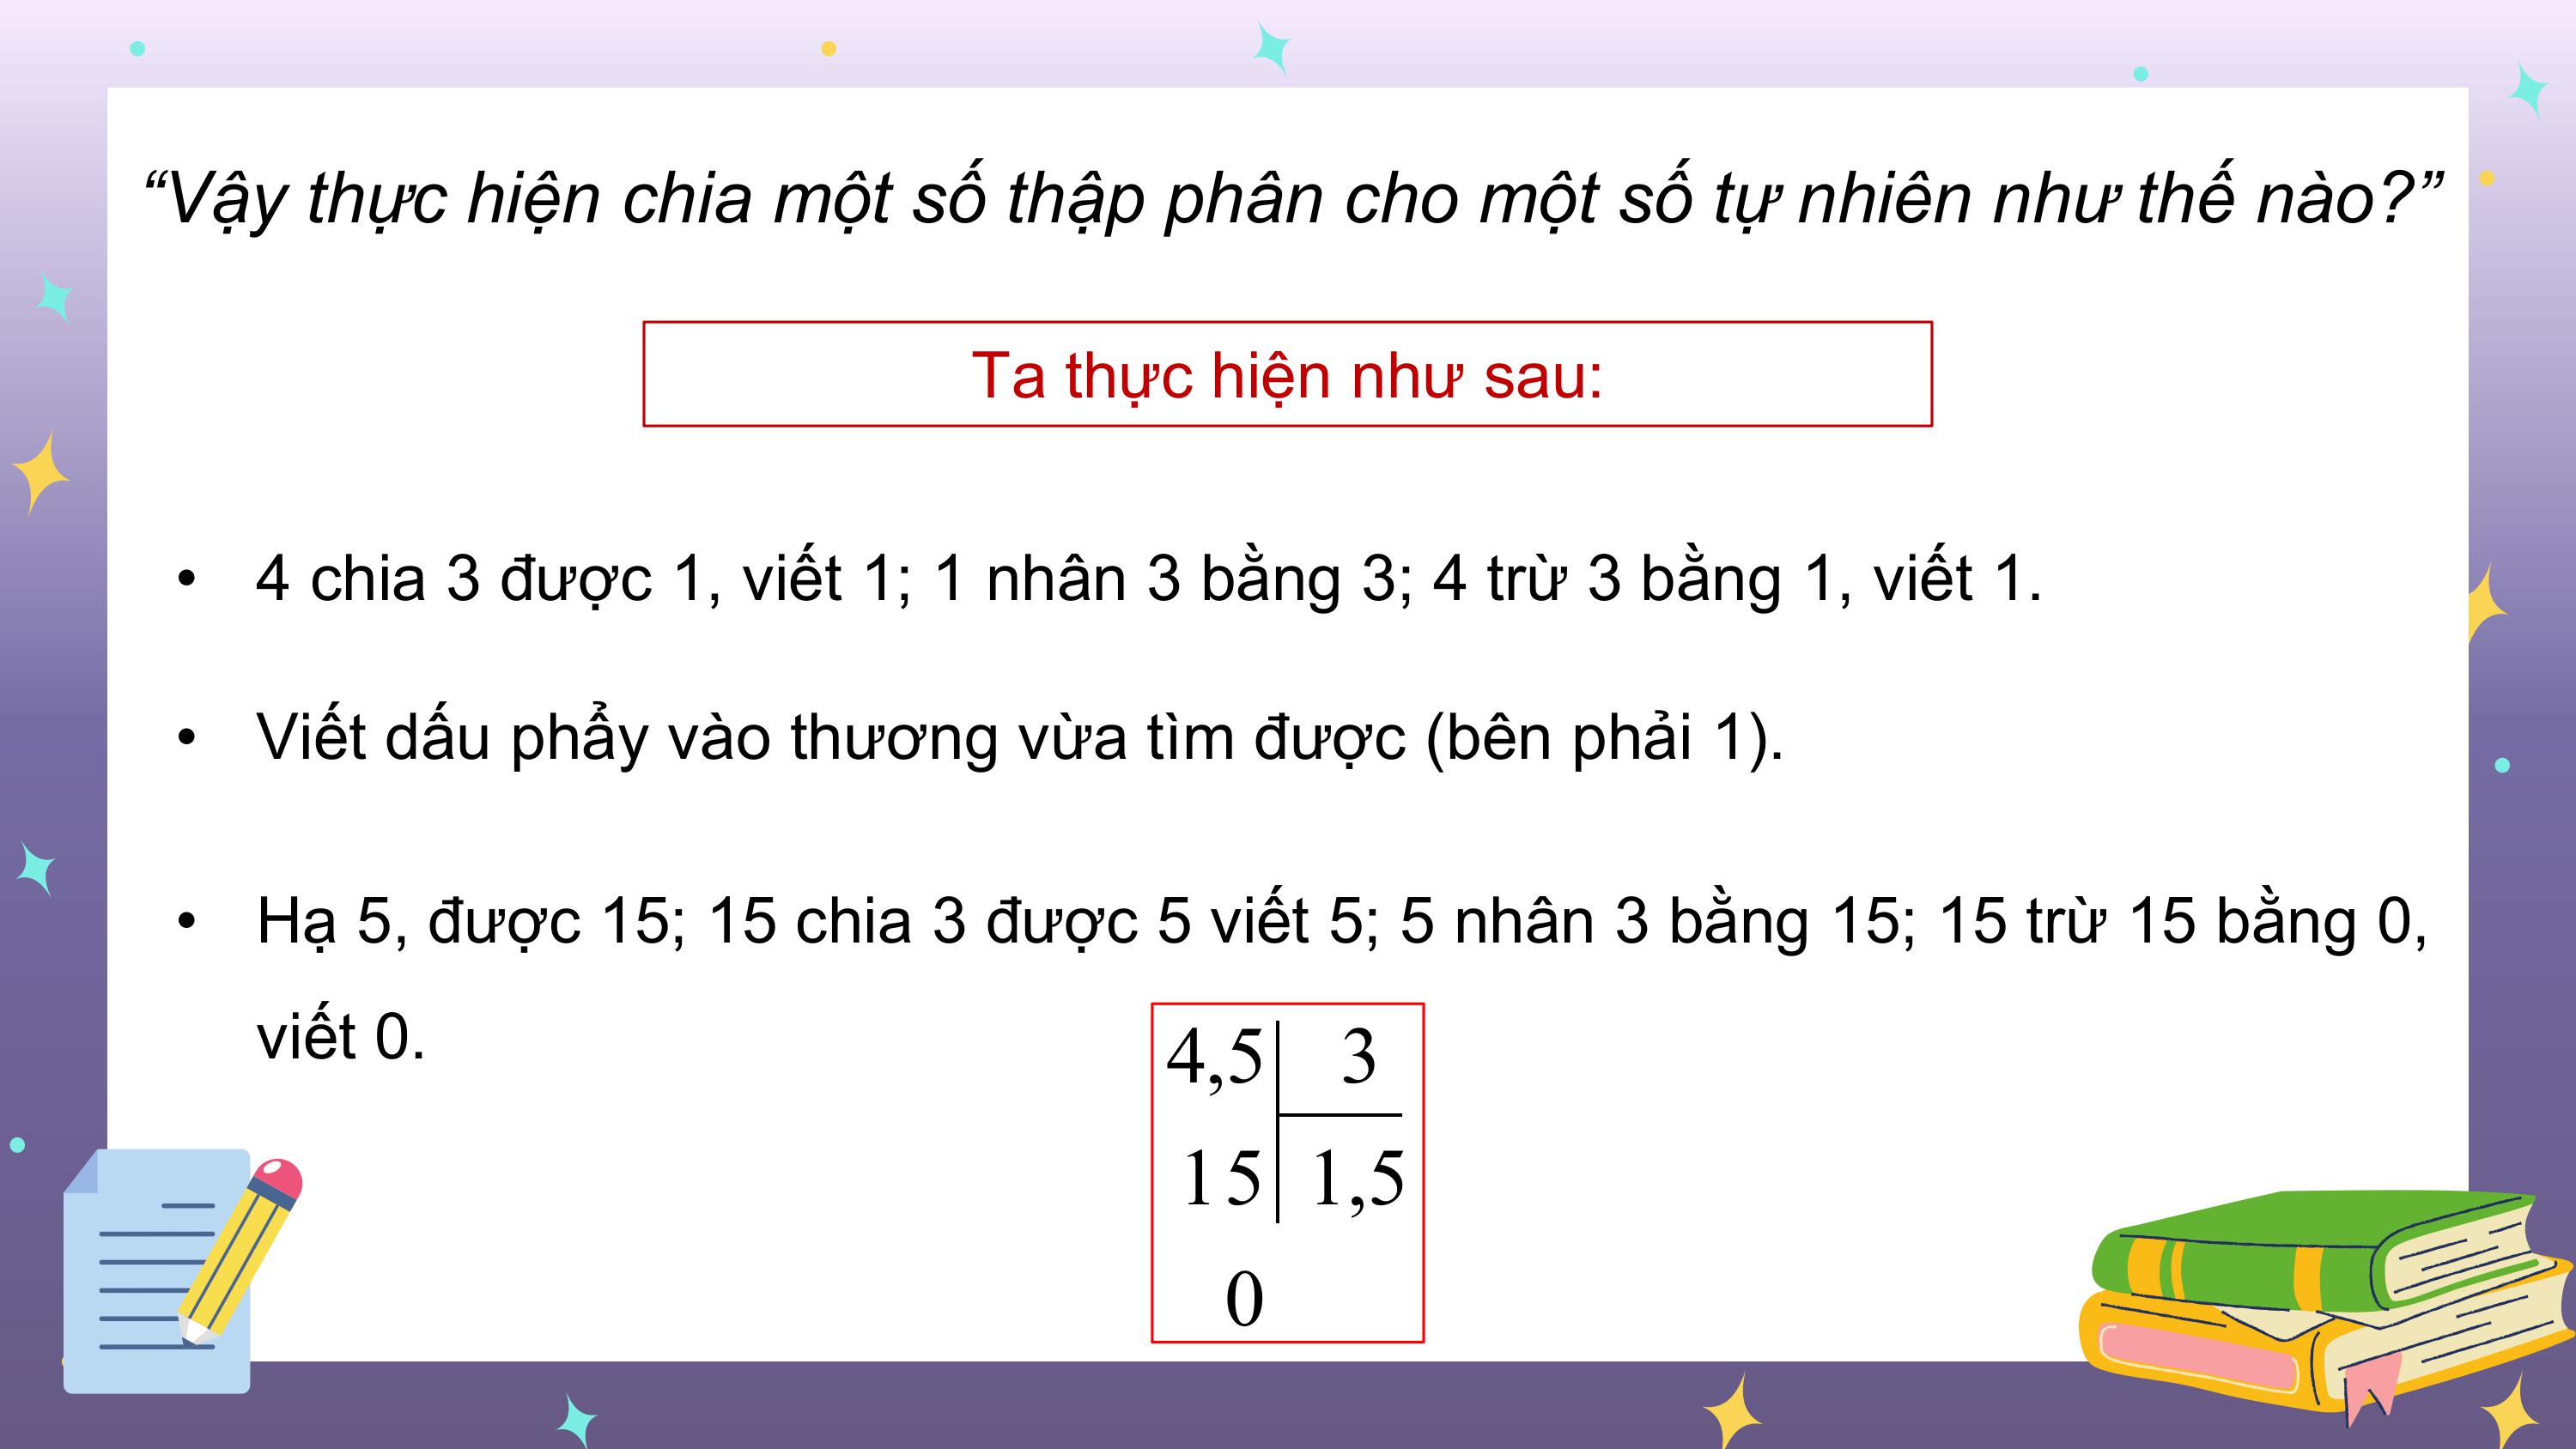 “Vậy thực hiện chia một số thập phân cho một số tự nhiên như thế nào?”
Ta thực hiện như sau:
• 4 chia 3 được 1, viết 1; 1 nhân 3 bằng 3; 4 trừ 3 bằng 1, viết 1.
• Viết dấu phẩy vào thương vừa tìm được (bên phải 1).
• Hạ 5, được 15; 15 chia 3 được 5 viết 5; 5 nhân 3 bằng 15; 15 trừ 15 bằng 0,
viết 0.
4,5 3
15 1,5
0